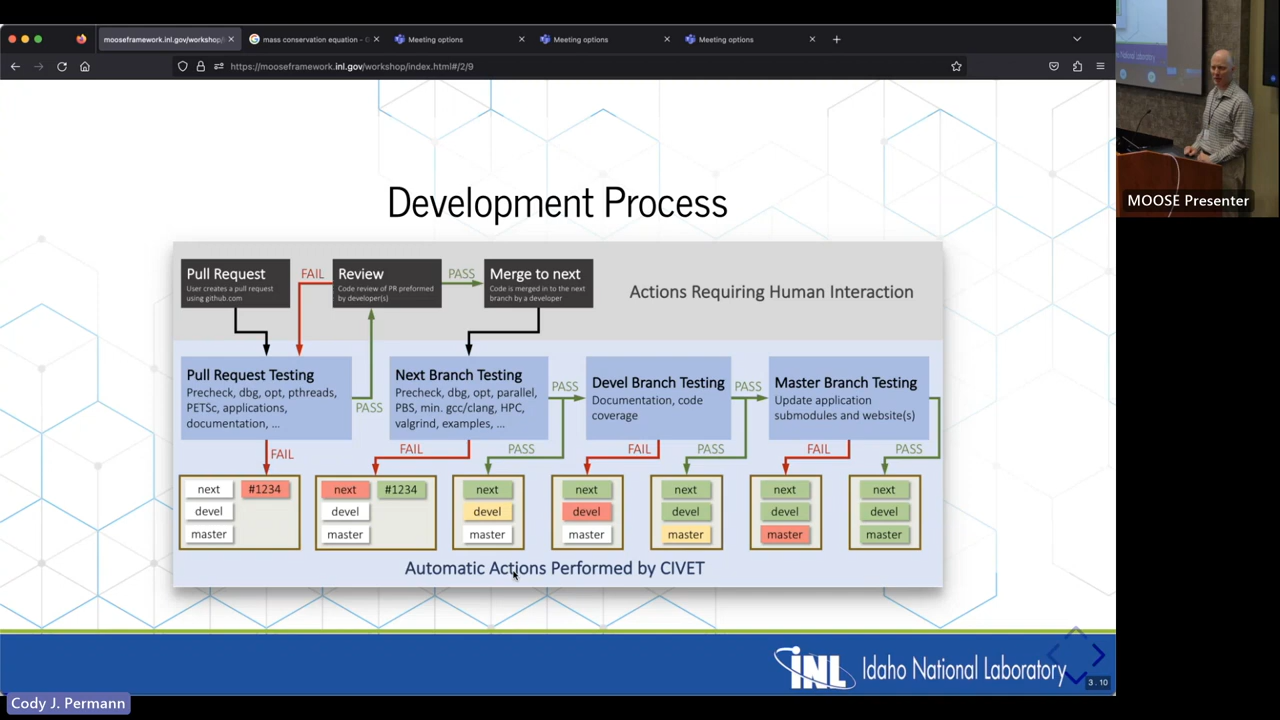 mooseframework.inl.gov/workshop/
mass conservation equation - G
Meeting options
Meeting options
Meeting options
https://mooseframework.inl.gov/workshop/index.html#/2/9
National Laboratory
MOOSE Presenter
Development Process
Pull Request
User creates a pull request
using github.com
FAIL
Review
Code review of PR preformed
by developer(s)
PASS
Merge to next
Code is merged in to the next
branch by a developer
Actions Requiring Human Interaction
Pull Request Testing
Precheck, dbg, opt, pthreads,
PETSc, applications,
documentation, ...
PASS
Next Branch Testing
Precheck, dbg, opt, parallel,
PBS, min. gcc/clang, HPC,
valgrind, examples, ...
PASS
Devel Branch Testing
Documentation, code
coverage
PASS
Master Branch Testing
Update application
submodules and website(s)
FAIL
FAIL
PASS
FAIL
PASS
FAIL
PASS
next #1234
devel
master
next #1234
devel
master
next
devel
master
next
devel
master
next
devel
master
next
devel
master
next
devel
master
Automatic Actions Performed by CIVET
INL Idaho National Laboratory
3.10
Cody J. Permann